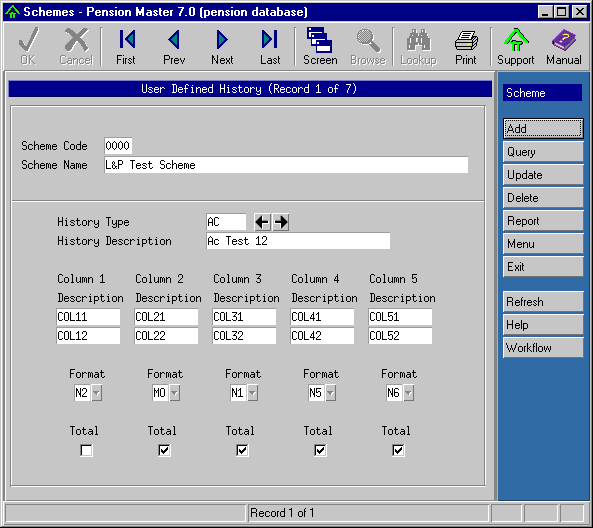 Schemes - Pension Master 7.0 (pension database)
OK Cancel First Prev Next Last Screen Browse Lookup Print Support Manual
User Defined History (Record 1 of 7)
Scheme
Scheme Code 0000
Scheme Name L&P Test Scheme
Add
Query
Update
Delete
Report
Menu
Exit
Refresh
Help
Workflow
History Type AC
History Description Ac Test 12
Column 1 Column 2 Column 3 Column 4 Column 5
Description Description Description Description Description
COL11 COL21 COL31 COL41 COL51
COL12 COL22 COL32 COL42 COL52
Format Format Format Format Format
N2 MO N1 N5 N6
Total Total Total Total Total
Record 1 of 1